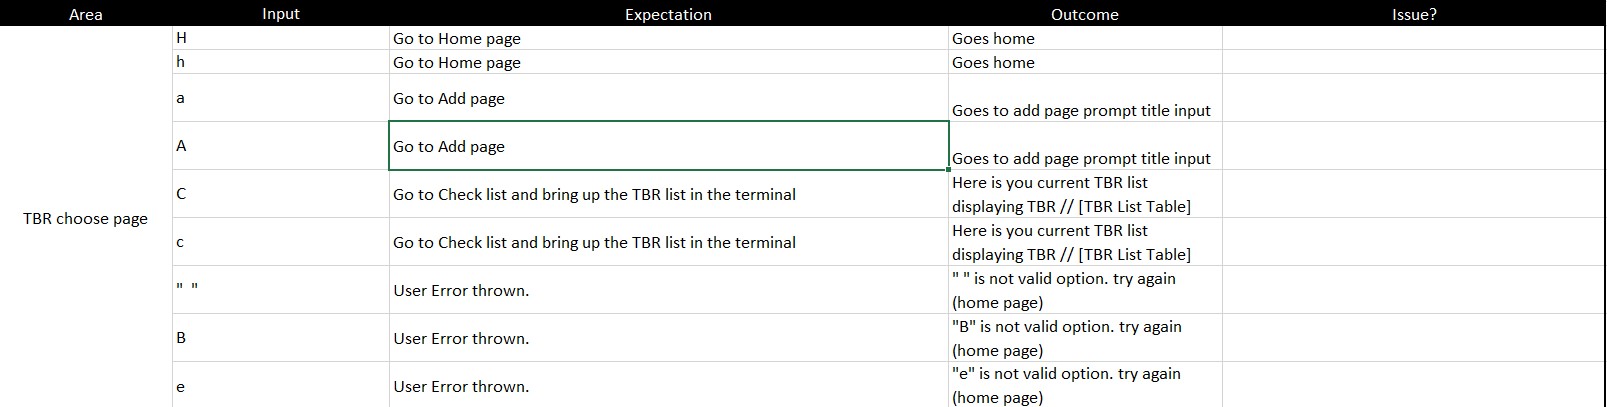 Area Input Expectation Outcome Issue?
H Go to Home page Goes home
h Go to Home page Goes home
a Go to Add page Goes to add page prompt title input
A Go to Add page Goes to add page prompt title input
C Go to Check list and bring up the TBR list in the terminal Here is you current TBR list
displaying TBR // [TBR List Table]
TBR choose page
c Go to Check list and bring up the TBR list in the terminal Here is you current TBR list
displaying TBR // [TBR List Table]
" " User Error thrown. " " is not valid option. try again
(home page)
B User Error thrown. "B" is not valid option. try again
(home page)
e User Error thrown. "e" is not valid option. try again
(home page)